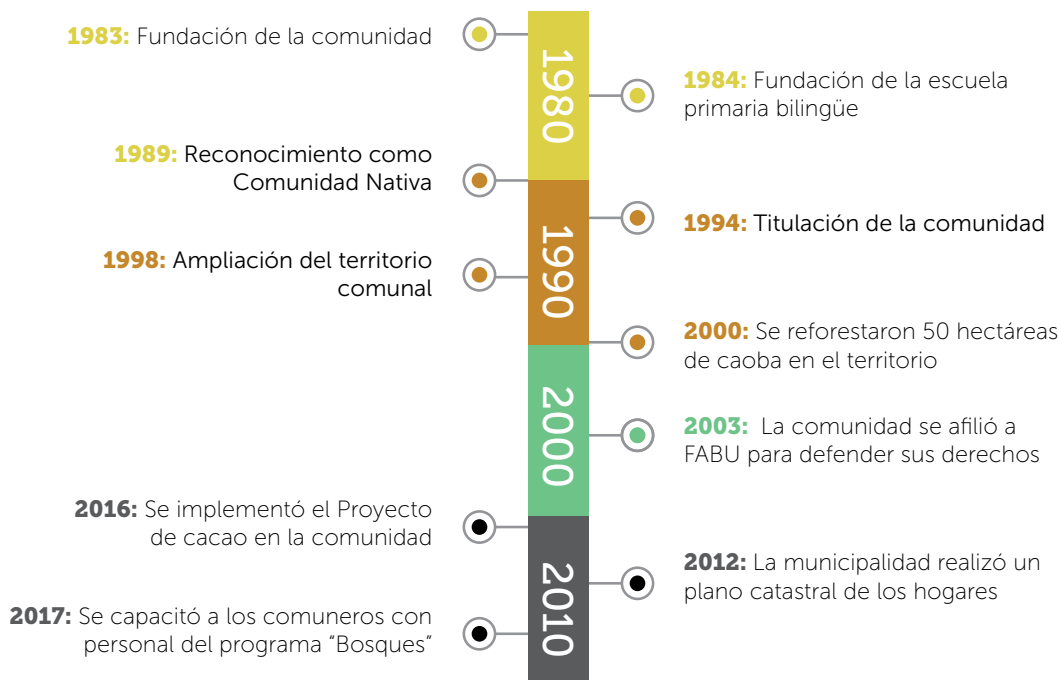 1983: Fundación de la comunidad
1980
1984: Fundación de la escuela
primaria bilingüe
1989: Reconocimiento como
Comunidad Nativa
1990
1994: Titulación de la comunidad
1998: Ampliación del territorio
comunal
2000: Se reforestaron 50 hectáreas
de caoba en el territorio
2000
2003: La comunidad se afilió a
FABU para defender sus derechos
2016: Se implementó el Proyecto
de cacao en la comunidad
2010
2012: La municipalidad realizó un
plano catastral de los hogares
2017: Se capacitó a los comuneros con
personal del programa “Bosques”